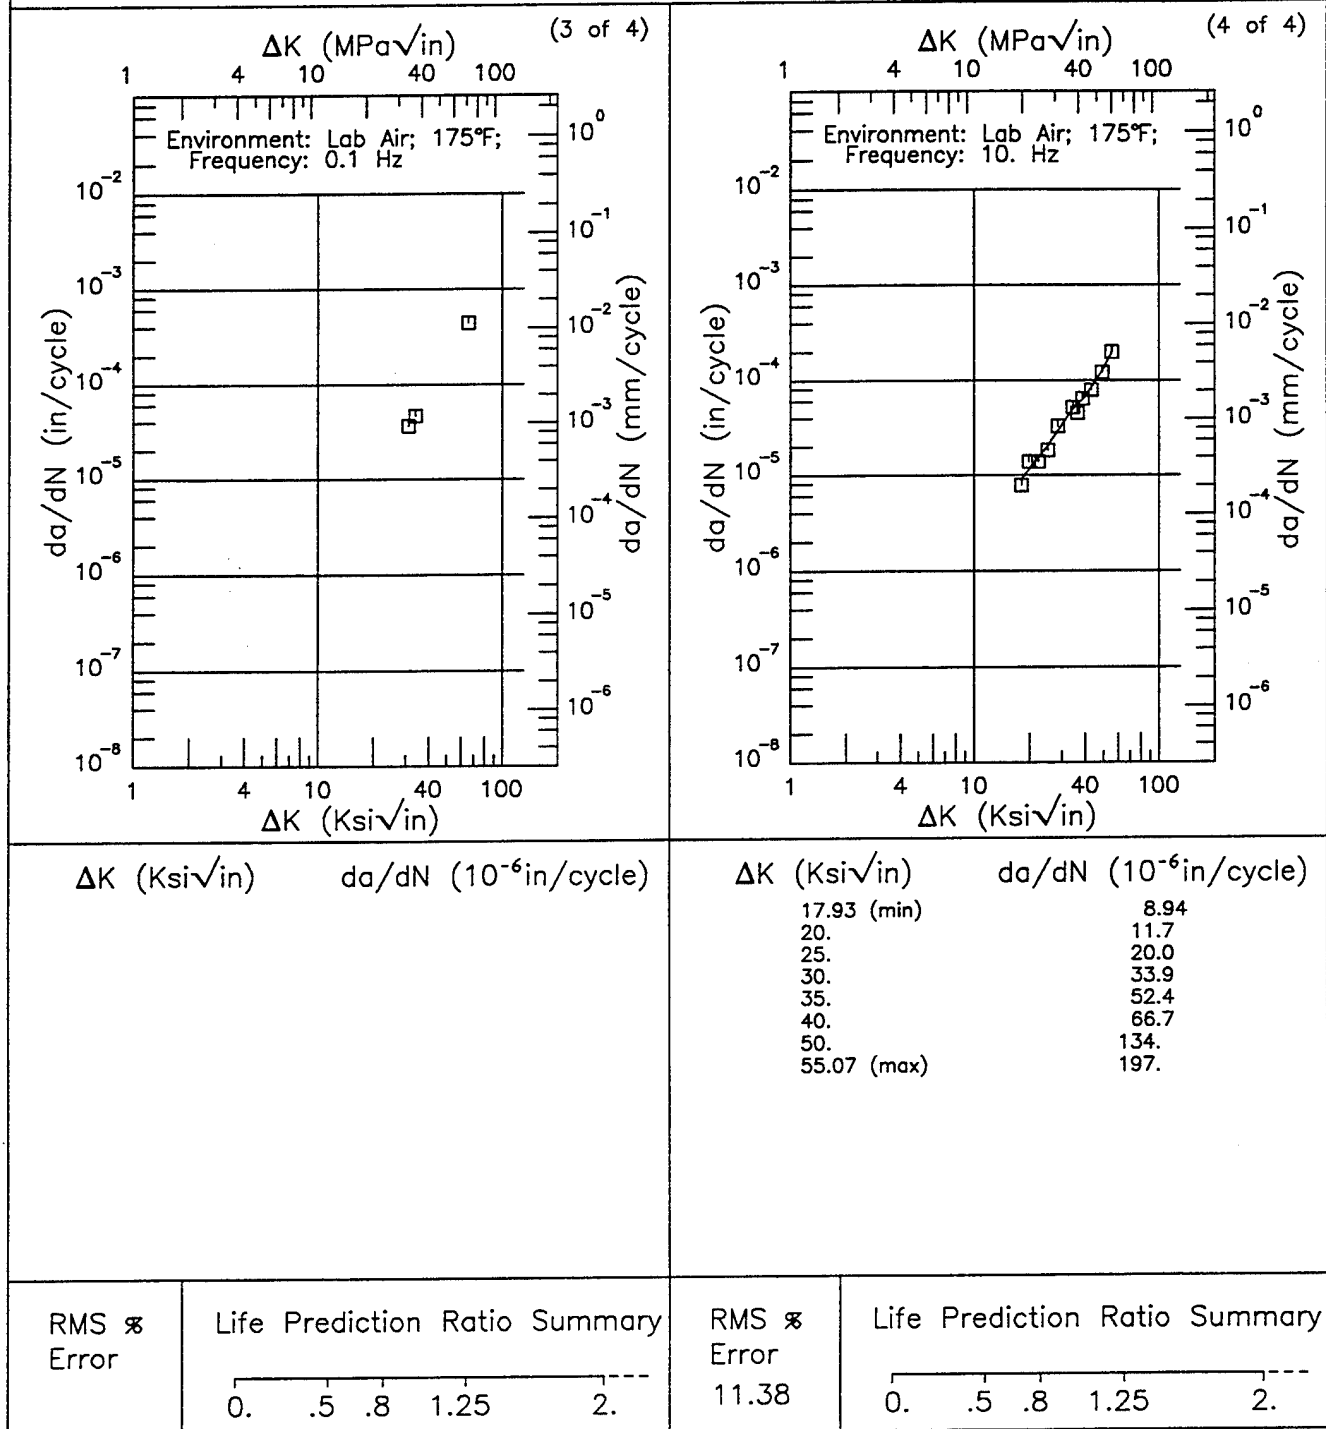 (3 of 4)
ΔK (MPa√in)
1 4 10 40 100
Environment: Lab Air; 175°F;
Frequency: 0.1 Hz
da/dN (in/cycle)
10⁻²
10⁻³
10⁻⁴
10⁻⁵
10⁻⁶
10⁻⁷
10⁻⁸
10⁰
10⁻¹
10⁻²
10⁻³
10⁻⁴
10⁻⁵
10⁻⁶
da/dN (mm/cycle)
1 4 10 40 100
ΔK (Ksi√in)
(4 of 4)
ΔK (MPa√in)
1 4 10 40 100
Environment: Lab Air; 175°F;
Frequency: 10. Hz
da/dN (in/cycle)
10⁻²
10⁻³
10⁻⁴
10⁻⁵
10⁻⁶
10⁻⁷
10⁻⁸
10⁰
10⁻¹
10⁻²
10⁻³
10⁻⁴
10⁻⁵
10⁻⁶
da/dN (mm/cycle)
1 4 10 40 100
ΔK (Ksi√in)
ΔK (Ksi√in) da/dN (10⁻⁶in/cycle)
ΔK (Ksi√in) da/dN (10⁻⁶in/cycle)
17.93 (min) 8.94
20. 11.7
25. 20.0
30. 33.9
35. 52.4
40. 66.7
50. 134.
55.07 (max) 197.
RMS %
Error
Life Prediction Ratio Summary
0. .5 .8 1.25 2.
RMS %
Error
11.38
Life Prediction Ratio Summary
0. .5 .8 1.25 2.